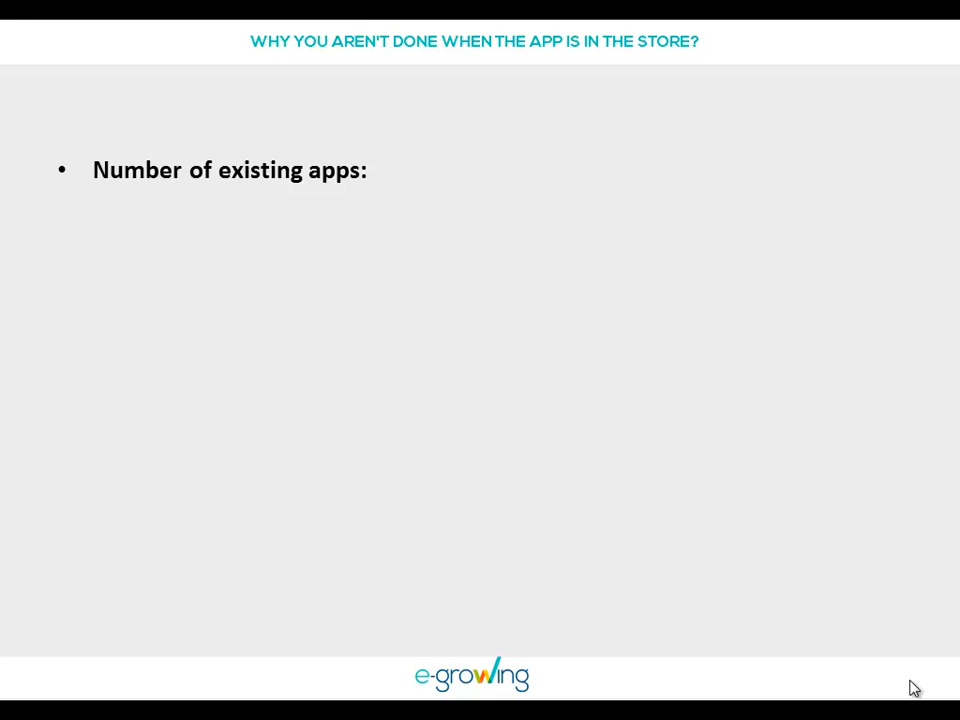 WHY YOU AREN'T DONE WHEN THE APP IS IN THE STORE?
• Number of existing apps:
e-growing